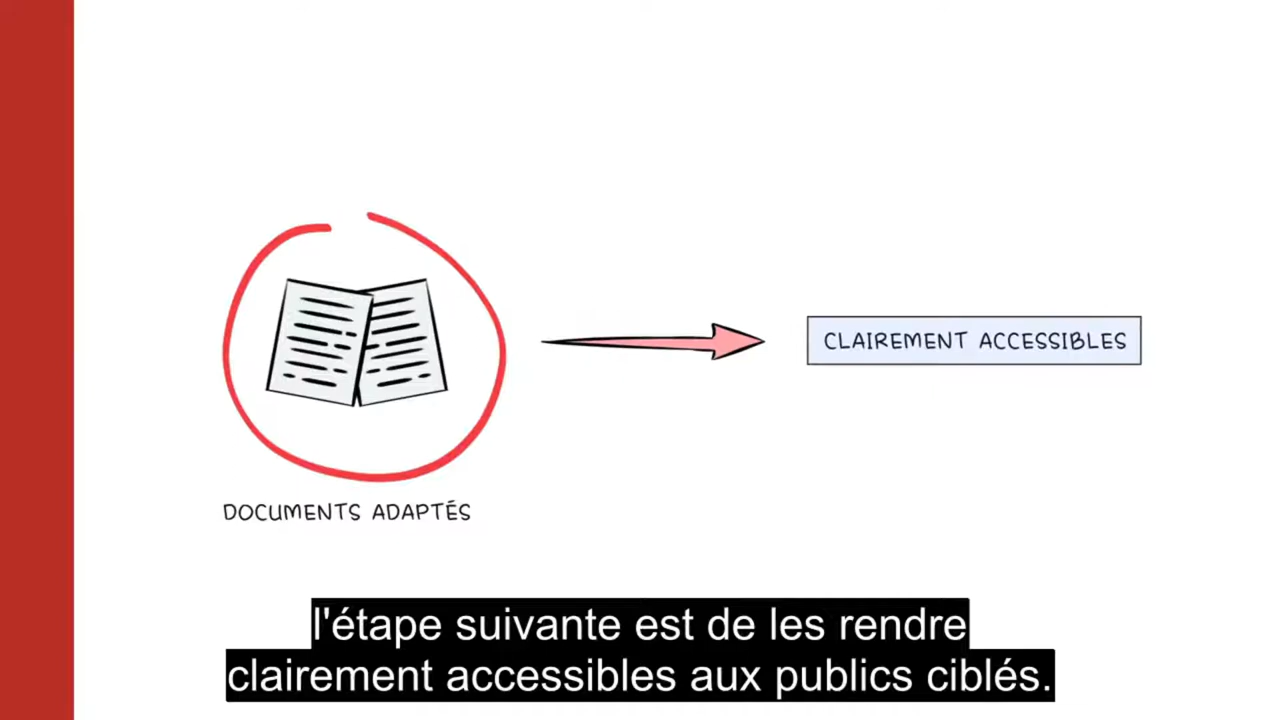 CLAIREMENT ACCESSIBLES
DOCUMENTS ADAPTÉS
l'étape suivante est de les rendre
clairement accessibles aux publics ciblés.